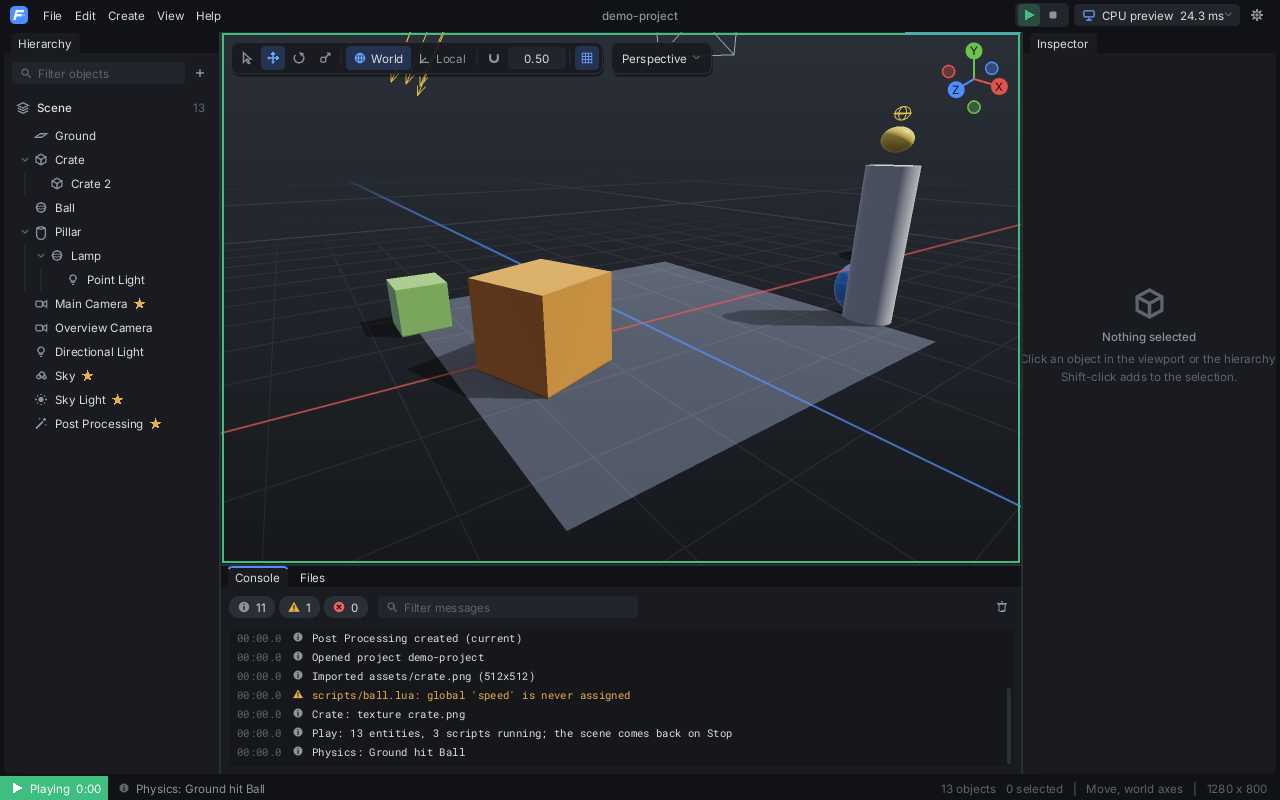 File Edit Create View Help
demo-project
CPU preview 24.3 ms
Hierarchy
Inspector
Filter objects
World
Local
0.50
Perspective
Y
X
Z
Scene 13
Ground
Crate
Crate 2
Ball
Pillar
Lamp
Point Light
Main Camera
Overview Camera
Directional Light
Sky
Sky Light
Post Processing
Nothing selected
Click an object in the viewport or the hierarchy
Shift-click adds to the selection.
Console Files
11 1 0 Filter messages
00:00.0 Post Processing created (current)
00:00.0 Opened project demo-project
00:00.0 Imported assets/crate.png (512x512)
00:00.0 scripts/ball.lua: global 'speed' is never assigned
00:00.0 Crate: texture crate.png
00:00.0 Play: 13 entities, 3 scripts running; the scene comes back on Stop
00:00.0 Physics: Ground hit Ball
Playing 0:00 Physics: Ground hit Ball 13 objects 0 selected | Move, world axes | 1280 x 800